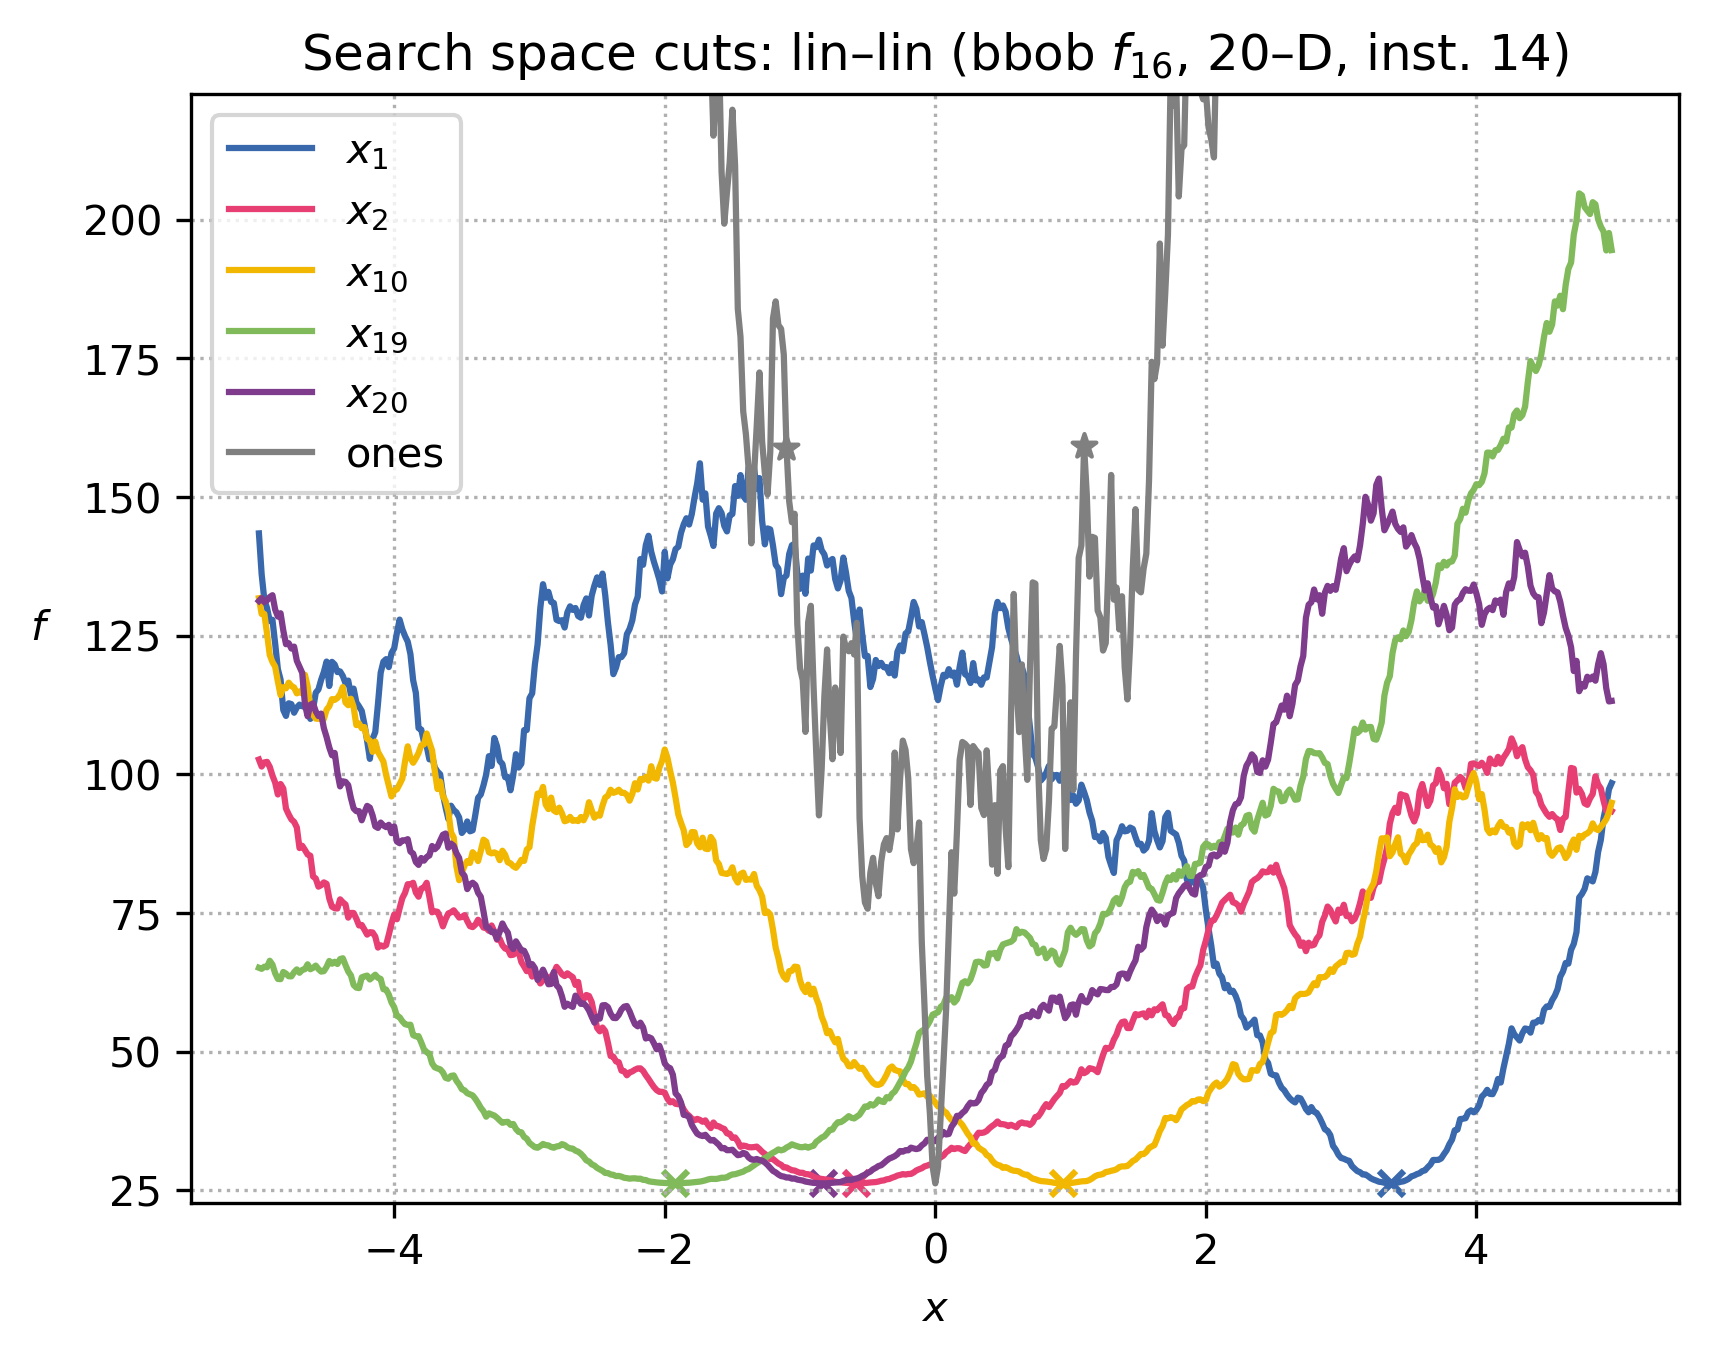 Search space cuts: lin–lin (bbob f₁₆, 20–D, inst. 14)
x₁
x₂
x₁₀
x₁₉
x₂₀
ones
200
175
150
125
100
75
50
25
f
−4 −2 0 2 4
x